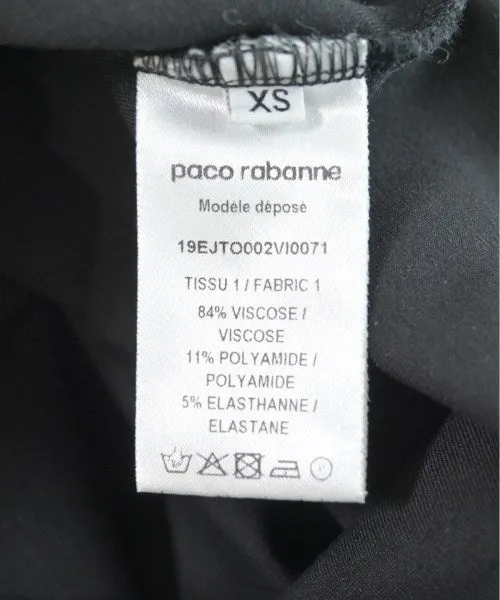 XS
paco rabanne
Modèle déposé
19EJTO002VI0071
TISSU 1 / FABRIC 1
84% VISCOSE /
VISCOSE
11% POLYAMIDE /
POLYAMIDE
5% ELASTHANNE /
ELASTANE